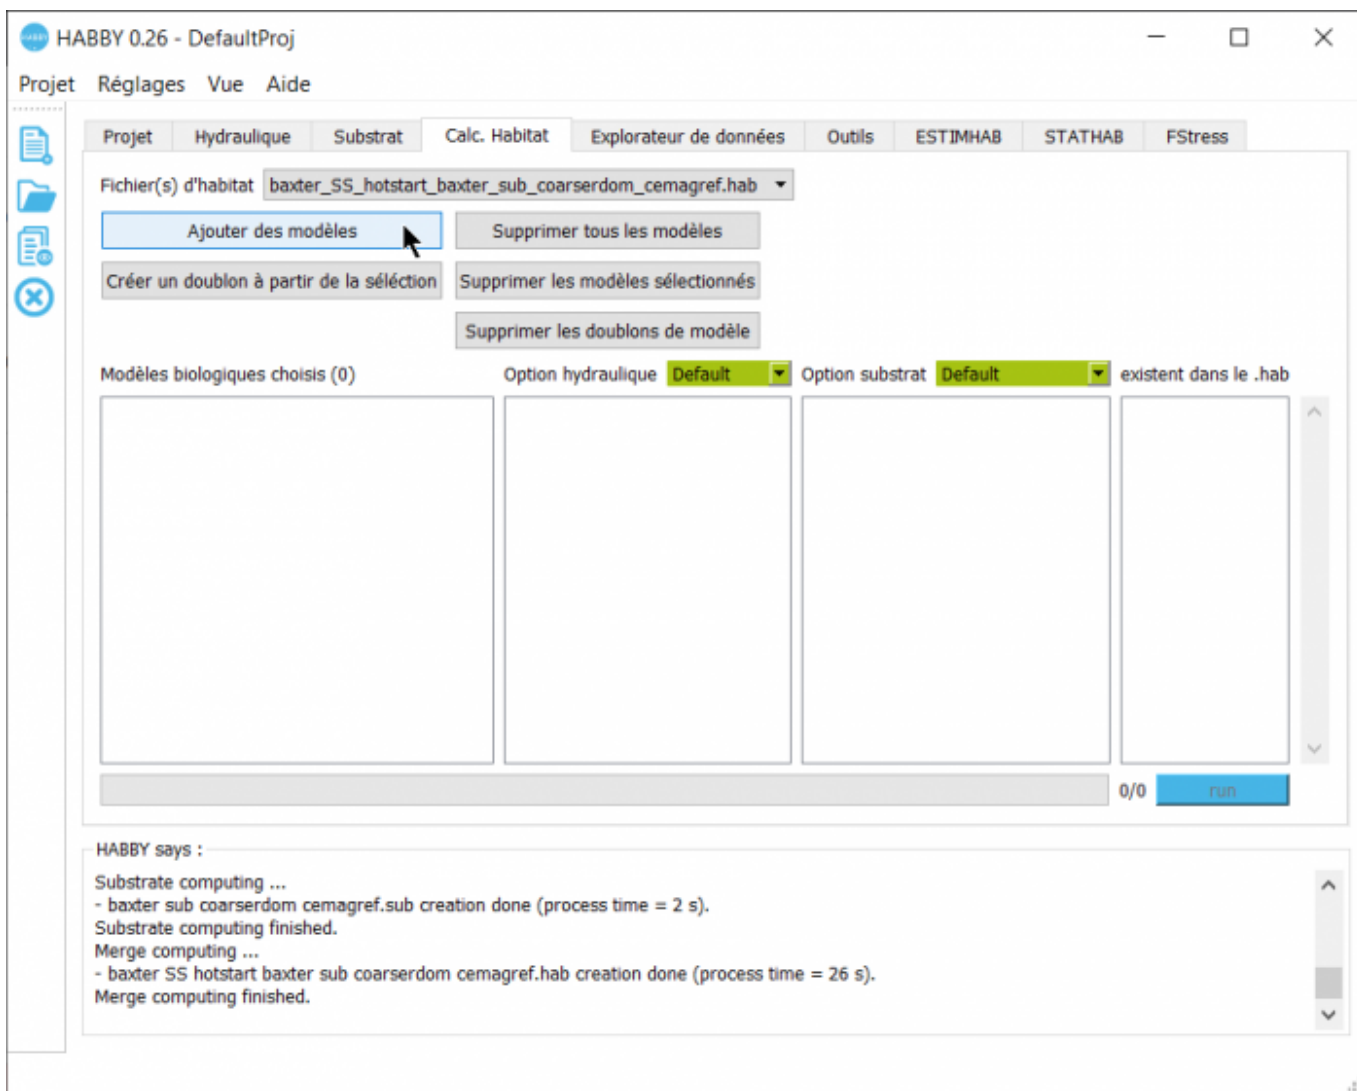 HABBY 0.26 - DefaultProj
Projet Réglages Vue Aide
Projet Hydraulique Substrat Calc. Habitat Explorateur de données Outils ESTIMHAB STATHAB FStress
Fichier(s) d'habitat baxter_SS_hotstart_baxter_sub_coarserdom_cemagref.hab
Ajouter des modèles Supprimer tous les modèles
Créer un doublon à partir de la séléction Supprimer les modèles sélectionnés
Supprimer les doublons de modèle
Modèles biologiques choisis (0) Option hydraulique Default Option substrat Default existent dans le .hab
0/0 run
HABBY says :
Substrate computing ...
- baxter sub coarserdom cemagref.sub creation done (process time = 2 s).
Substrate computing finished.
Merge computing ...
- baxter SS hotstart baxter sub coarserdom cemagref.hab creation done (process time = 26 s).
Merge computing finished.